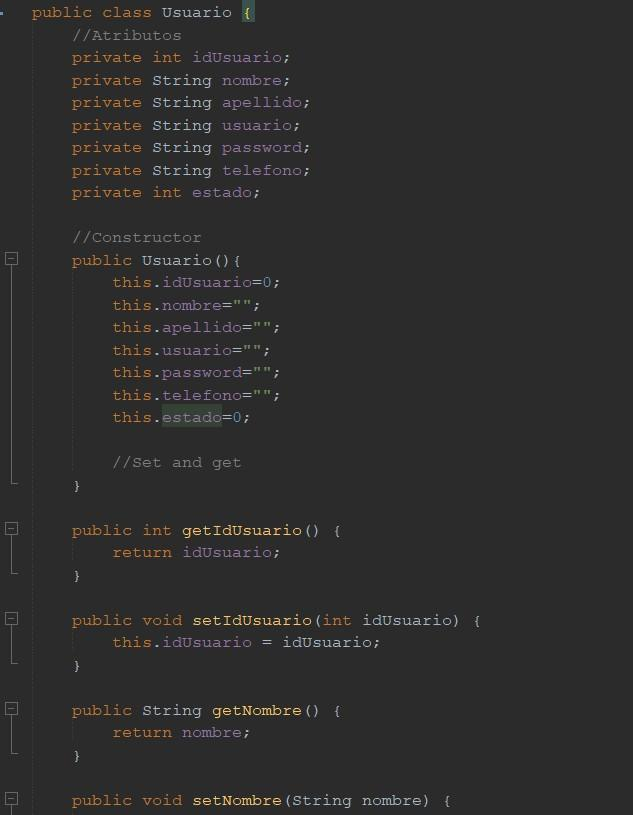 public class Usuario {
//Atributos
private int idUsuario;
private String nombre;
private String apellido;
private String usuario;
private String password;
private String telefono;
private int estado;
//Constructor
public Usuario(){
this.idUsuario=0;
this.nombre="";
this.apellido="";
this.usuario="";
this.password="";
this.telefono="";
this.estado=0;
//Set and get
}
public int getIdUsuario() {
return idUsuario;
}
public void setIdUsuario(int idUsuario) {
this.idUsuario = idUsuario;
}
public String getNombre() {
return nombre;
}
public void setNombre(String nombre) {